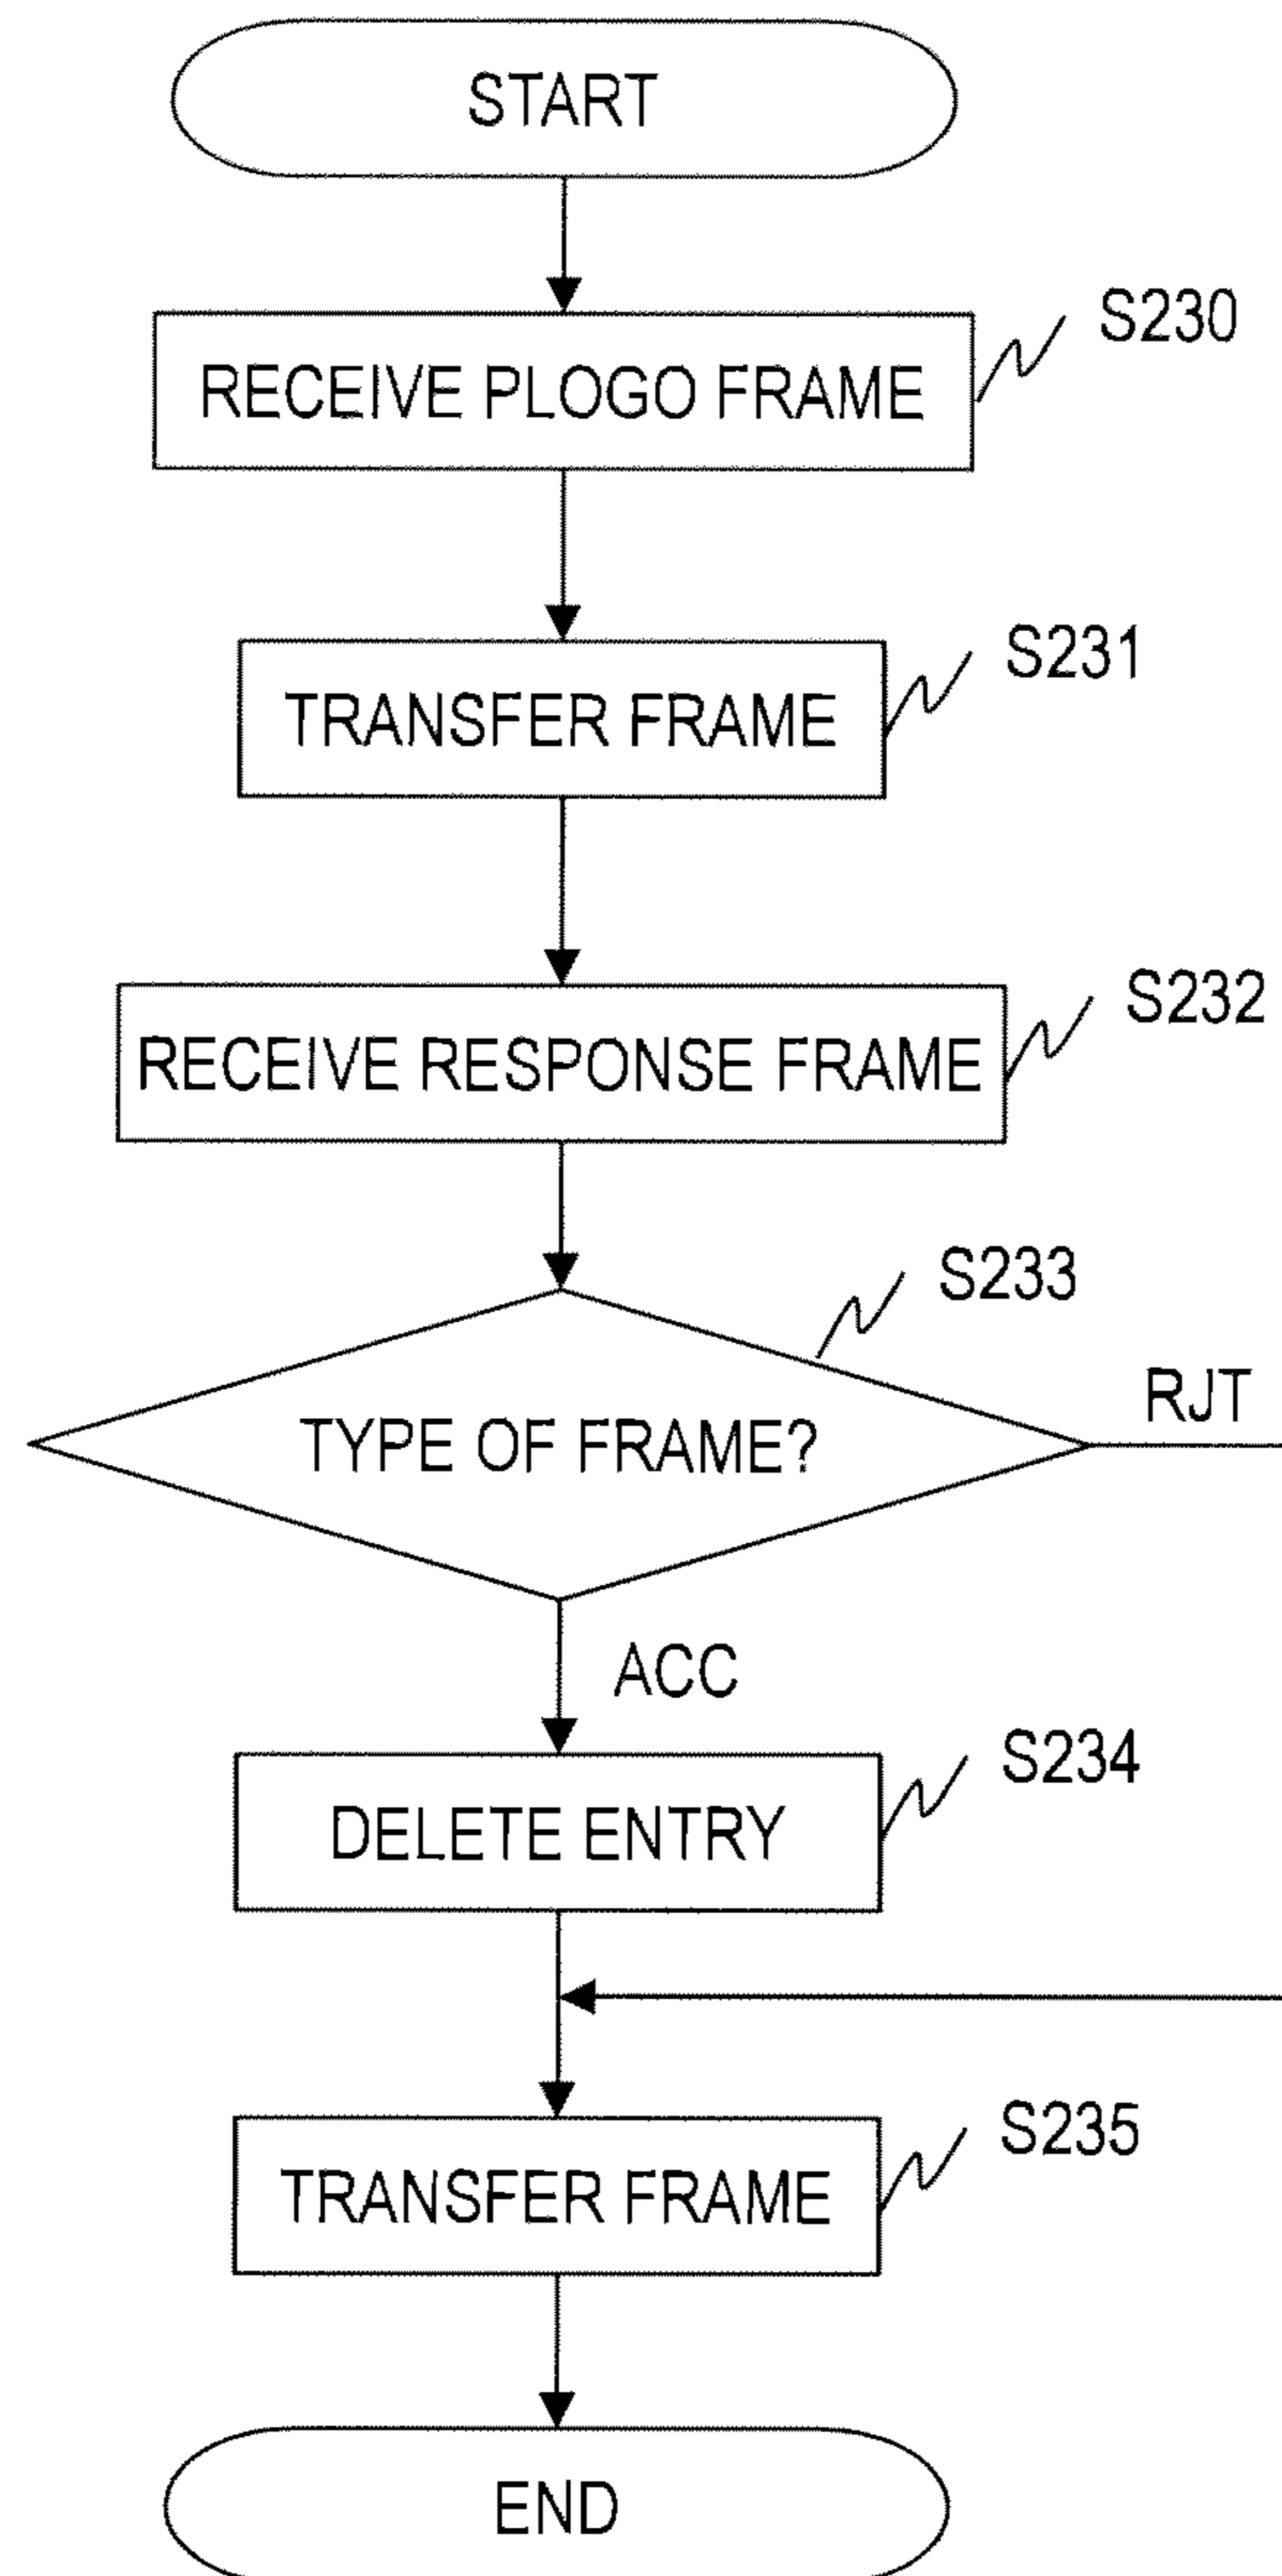 START
RECEIVE PLOGO FRAME
S230
TRANSFER FRAME
S231
RECEIVE RESPONSE FRAME
S232
TYPE OF FRAME?
S233
RJT
ACC
DELETE ENTRY
S234
TRANSFER FRAME
S235
END